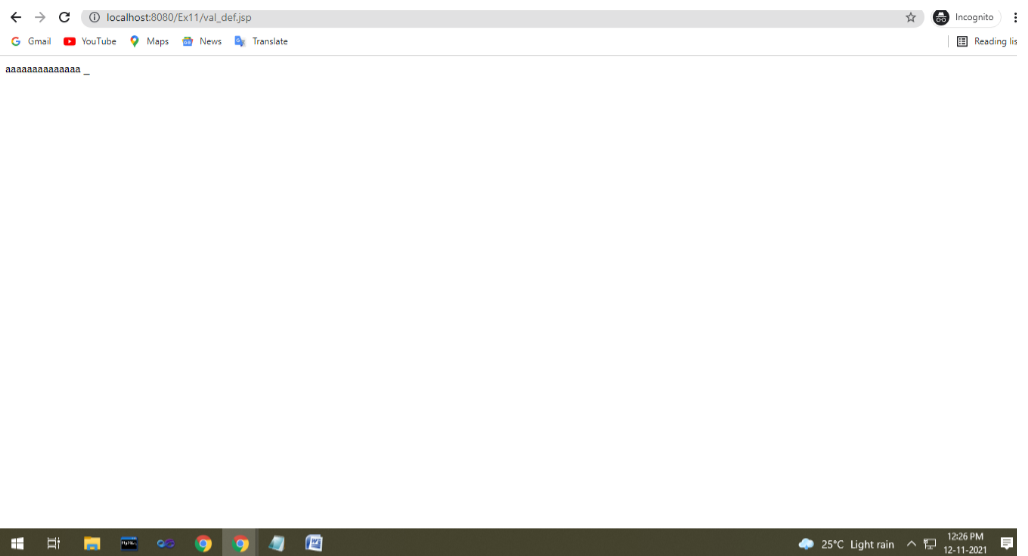 localhost:8080/Ex11/val_def.jsp
Incognito
Gmail YouTube Maps News Translate
Reading lis
aaaaaaaaaaaaaa _
25°C Light rain
12:26 PM
12-11-2021